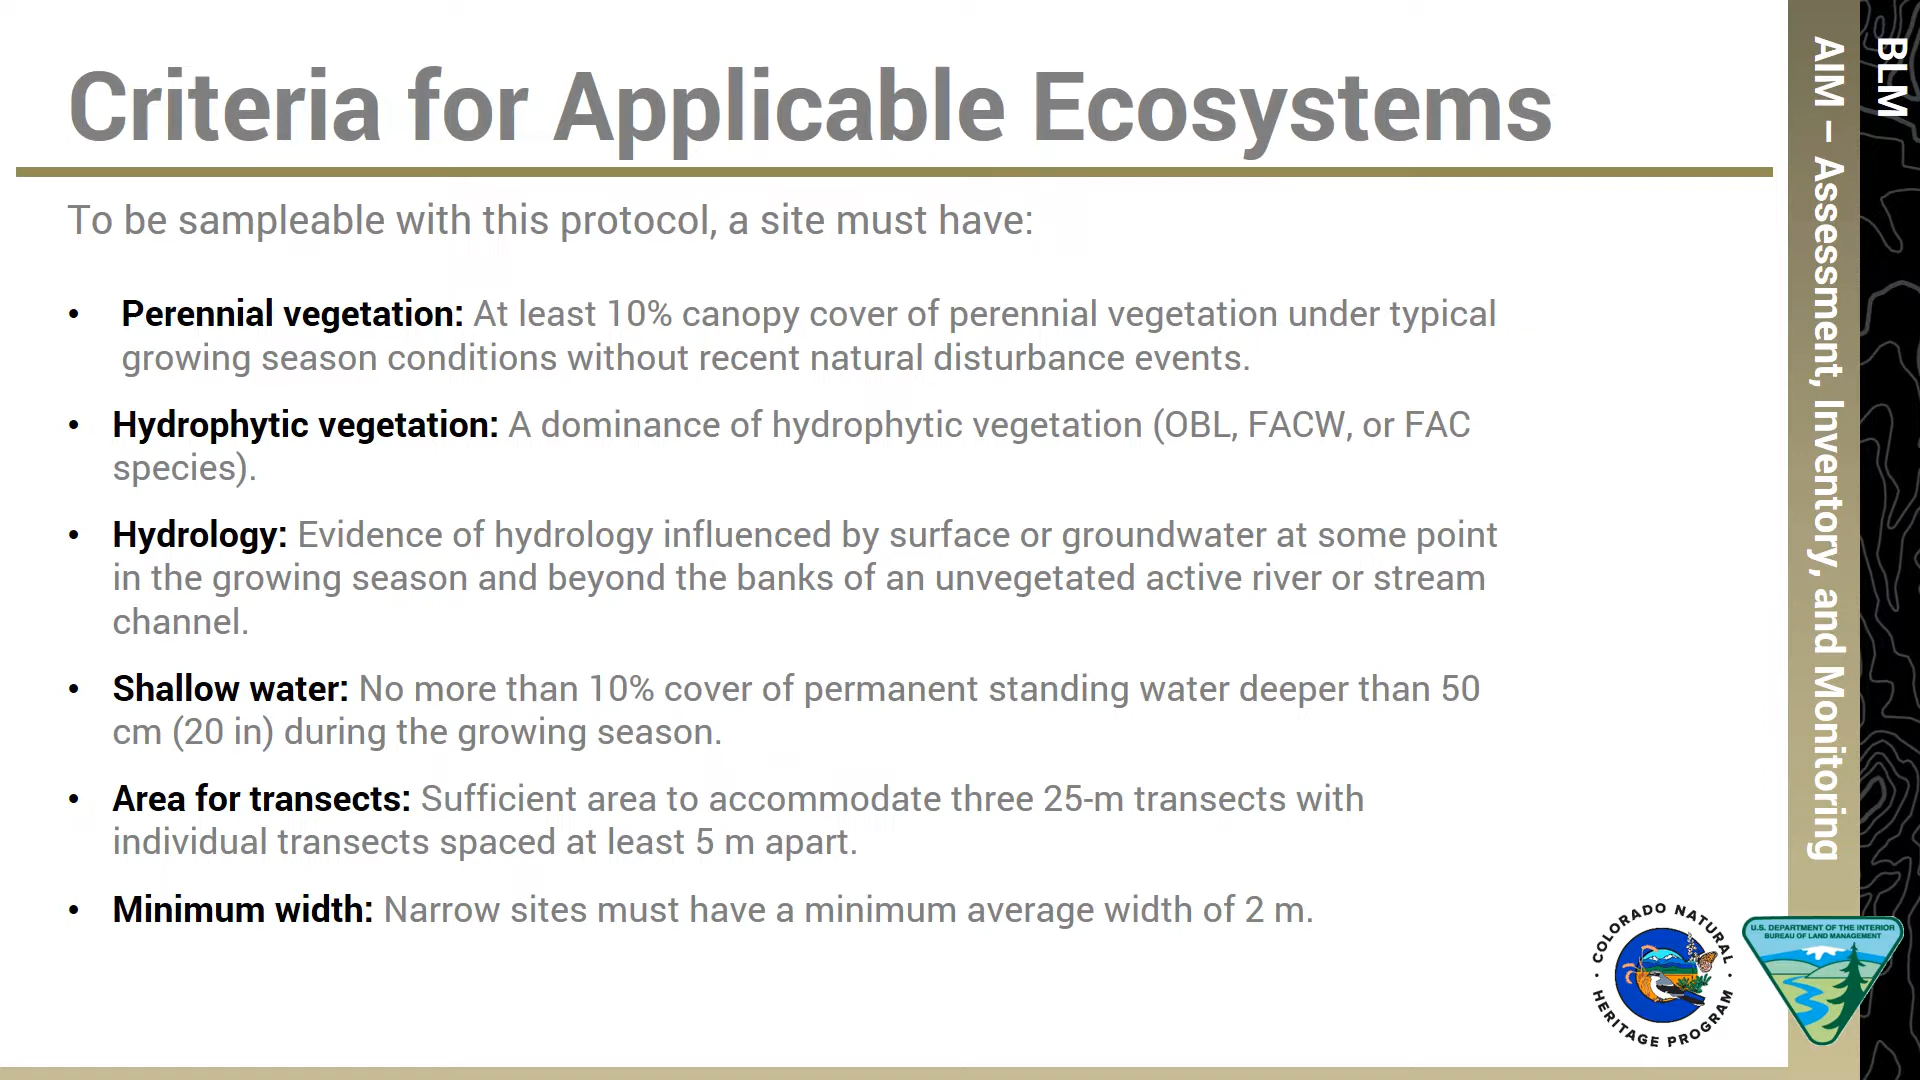 Criteria for Applicable Ecosystems
To be sampleable with this protocol, a site must have:
• Perennial vegetation: At least 10% canopy cover of perennial vegetation under typical
growing season conditions without recent natural disturbance events.
• Hydrophytic vegetation: A dominance of hydrophytic vegetation (OBL, FACW, or FAC
species).
• Hydrology: Evidence of hydrology influenced by surface or groundwater at some point
in the growing season and beyond the banks of an unvegetated active river or stream
channel.
• Shallow water: No more than 10% cover of permanent standing water deeper than 50
cm (20 in) during the growing season.
• Area for transects: Sufficient area to accommodate three 25-m transects with
individual transects spaced at least 5 m apart.
• Minimum width: Narrow sites must have a minimum average width of 2 m.
BLM
AIM – Assessment, Inventory, and Monitoring
COLORADO NATURAL
· HERITAGE PROGRAM ·
U.S. DEPARTMENT OF THE INTERIOR
BUREAU OF LAND MANAGEMENT